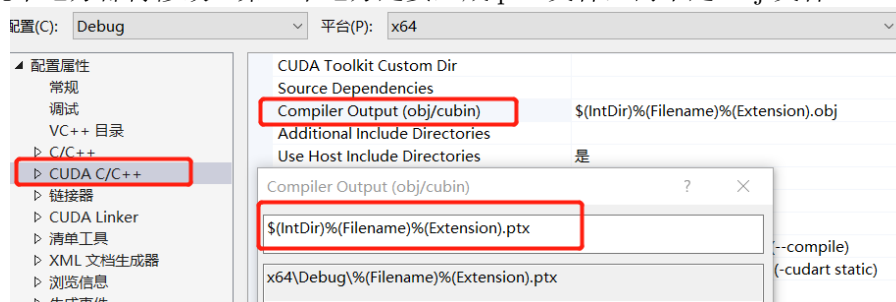 配置(C): Debug 平台(P): x64
配置属性
常规
调试
VC++ 目录
C/C++
CUDA C/C++
链接器
CUDA Linker
清单工具
XML 文档生成器
浏览信息
CUDA Toolkit Custom Dir
Source Dependencies
Compiler Output (obj/cubin) $(IntDir)%(Filename)%(Extension).obj
Additional Include Directories
Use Host Include Directories 是
Compiler Output (obj/cubin) ? ×
$(IntDir)%(Filename)%(Extension).ptx
(--compile)
(-cudart static)
x64\Debug\%(Filename)%(Extension).ptx